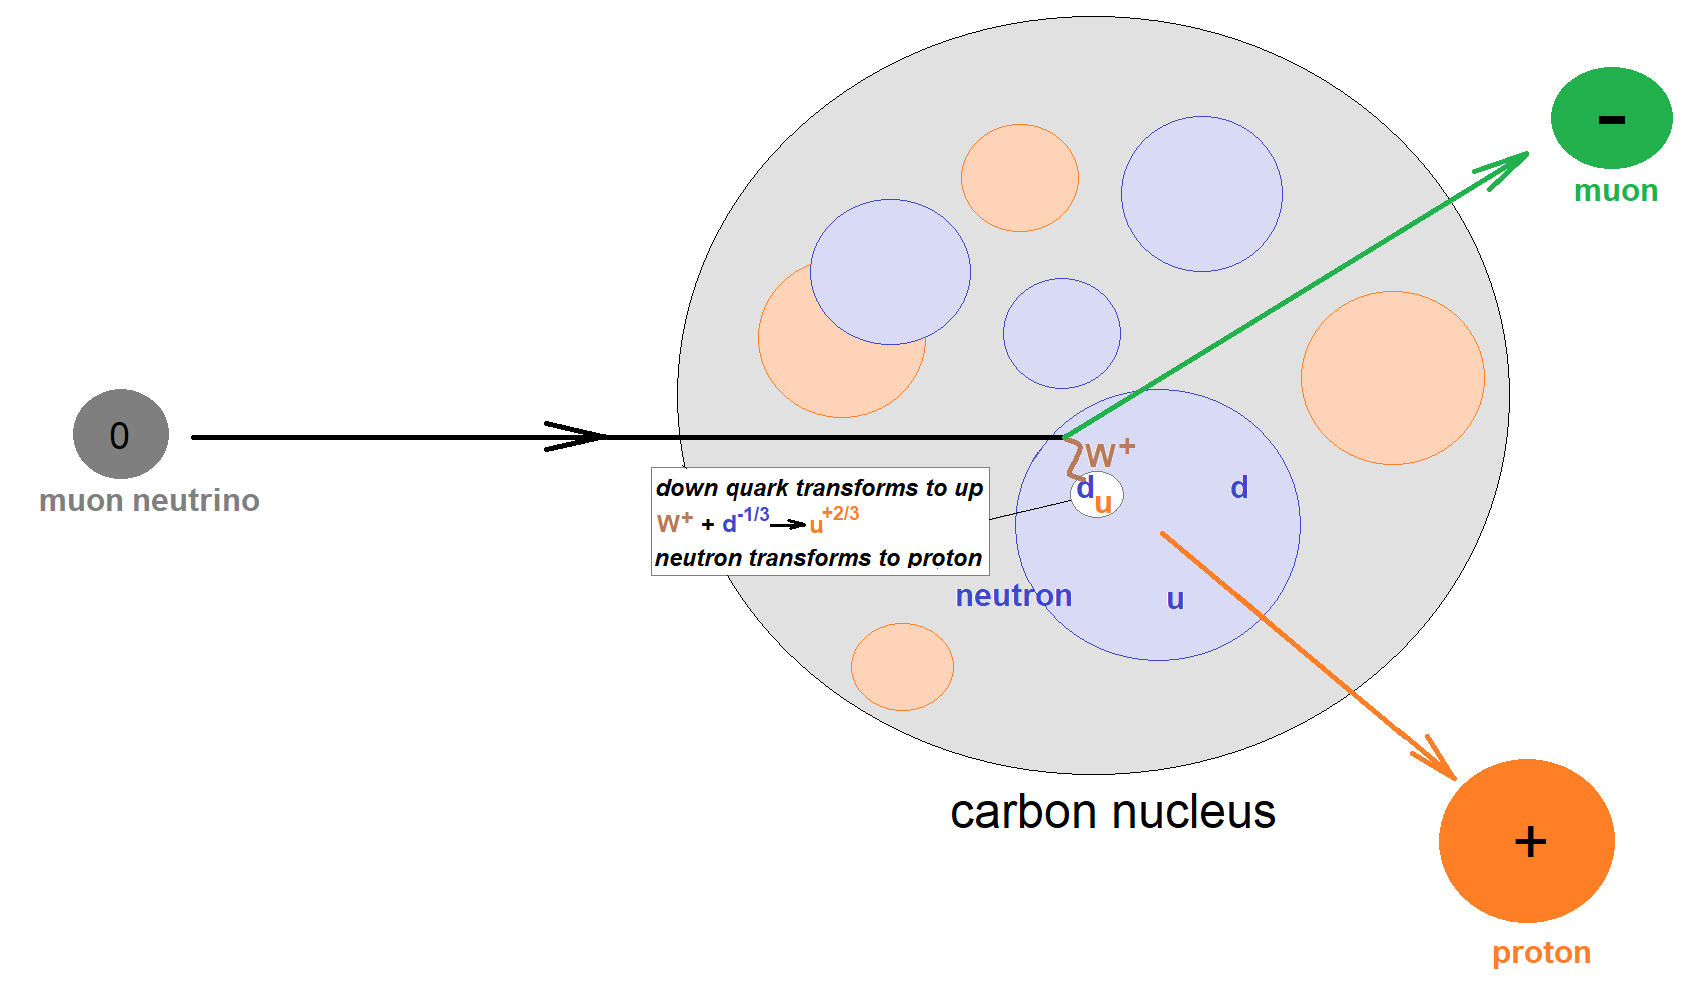 -
muon
0
muon neutrino
W+
d
u
d
down quark transforms to up
W+ + d-1/3 → u+2/3
neutron transforms to proton
neutron
u
carbon nucleus
+
proton